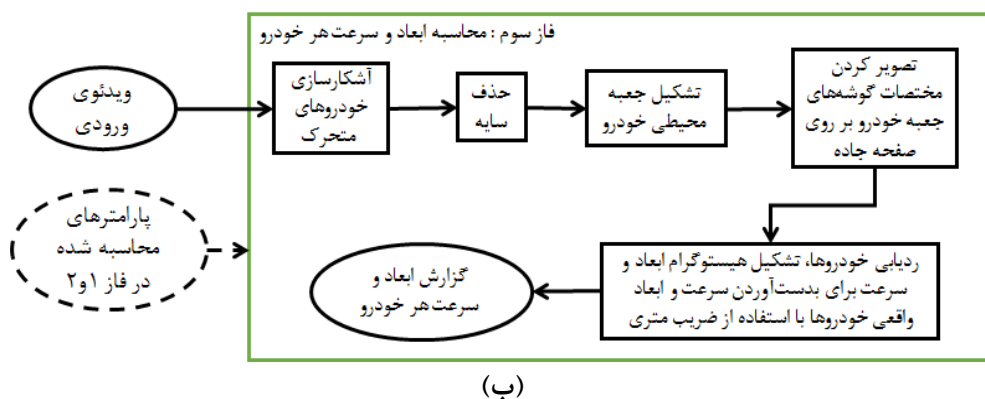 فاز سوم : محاسبه ابعاد و سرعت هر خودرو
ویدئوی
ورودی
آشکارسازی
خودروهای
متحرک
حذف
سایه
تشکیل جعبه
محیطی خودرو
تصویر کردن
مختصات گوشه‌های
جعبه خودرو بر روی
صفحه جاده
پارامترهای
محاسبه شده
در فاز ۱و۲
ردیابی خودروها، تشکیل هیستوگرام ابعاد و
سرعت برای بدست‌آوردن سرعت و ابعاد
واقعی خودروها با استفاده از ضریب متری
گزارش ابعاد و
سرعت هر خودرو
(ب)